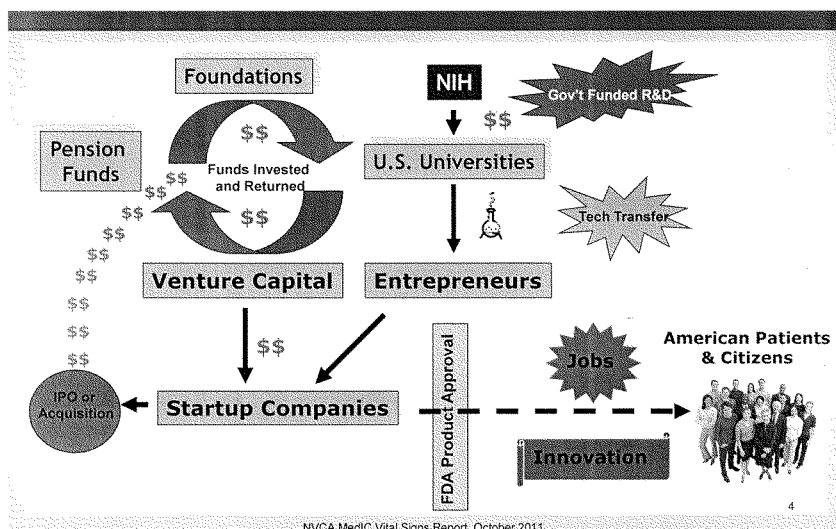 Foundations
NIH
Gov't Funded R&D
$$
$$
Pension
Funds
Funds Invested
and Returned
U.S. Universities
$$
$$
$$
$$
$$
$$
Tech Transfer
$$
$$
Venture Capital
Entrepreneurs
$$
$$
$$
$$
FDA Product Approval
Jobs
American Patients
& Citizens
IPO or
Acquisition
Startup Companies
Innovation
4
NVCA MedIC Vital Signs Report, October 2011